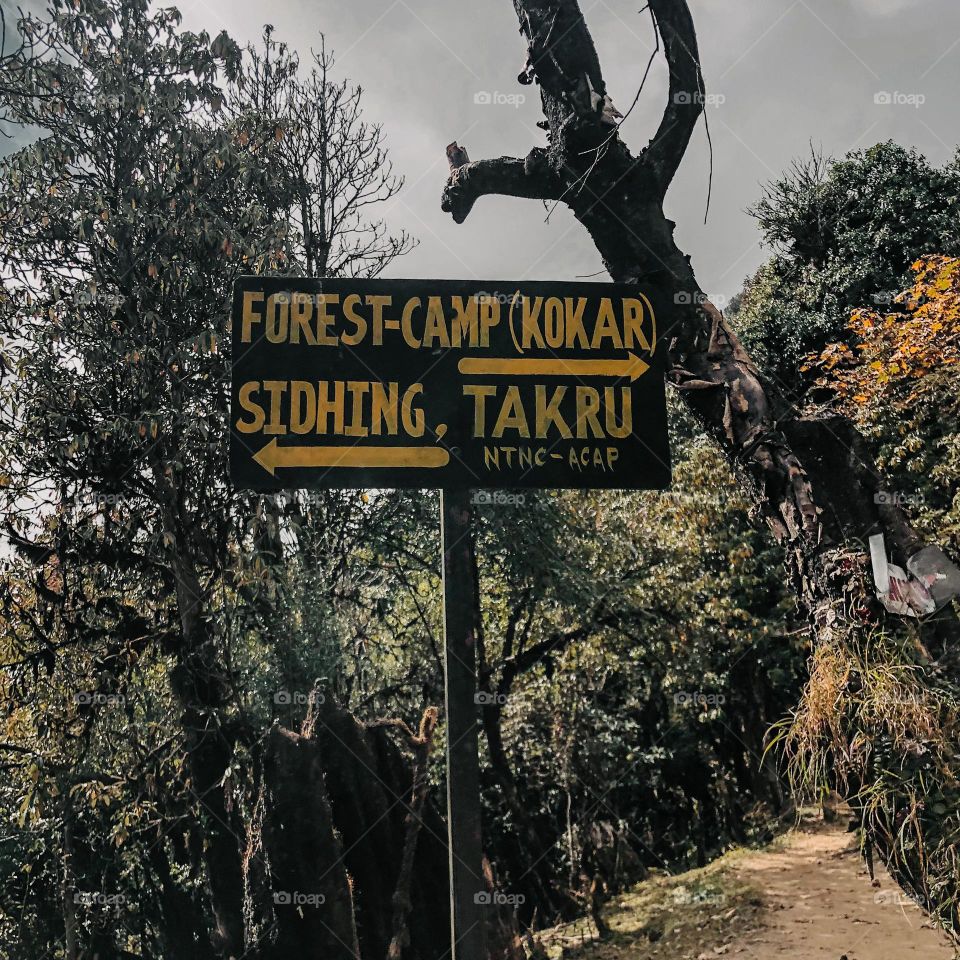 FOREST-CAMP (KOKAR)
SIDHING, TAKRU
NTNC-ACAP